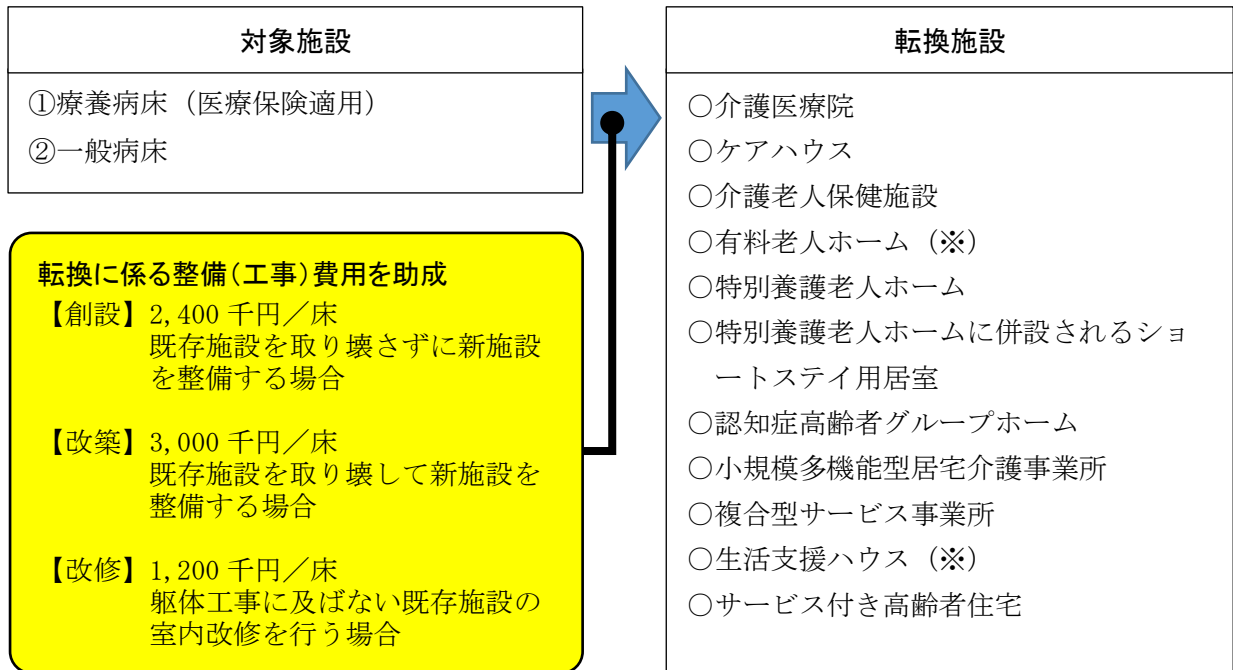 対象施設
①療養病床（医療保険適用）
②一般病床
転換に係る整備（工事）費用を助成
【創設】2,400 千円／床
既存施設を取り壊さずに新施設
を整備する場合
【改築】3,000 千円／床
既存施設を取り壊して新施設を
整備する場合
【改修】1,200 千円／床
躯体工事に及ばない既存施設の
室内改修を行う場合
転換施設
○介護医療院
○ケアハウス
○介護老人保健施設
○有料老人ホーム（※）
○特別養護老人ホーム
○特別養護老人ホームに併設されるショ
ートステイ用居室
○認知症高齢者グループホーム
○小規模多機能型居宅介護事業所
○複合型サービス事業所
○生活支援ハウス（※）
○サービス付き高齢者住宅